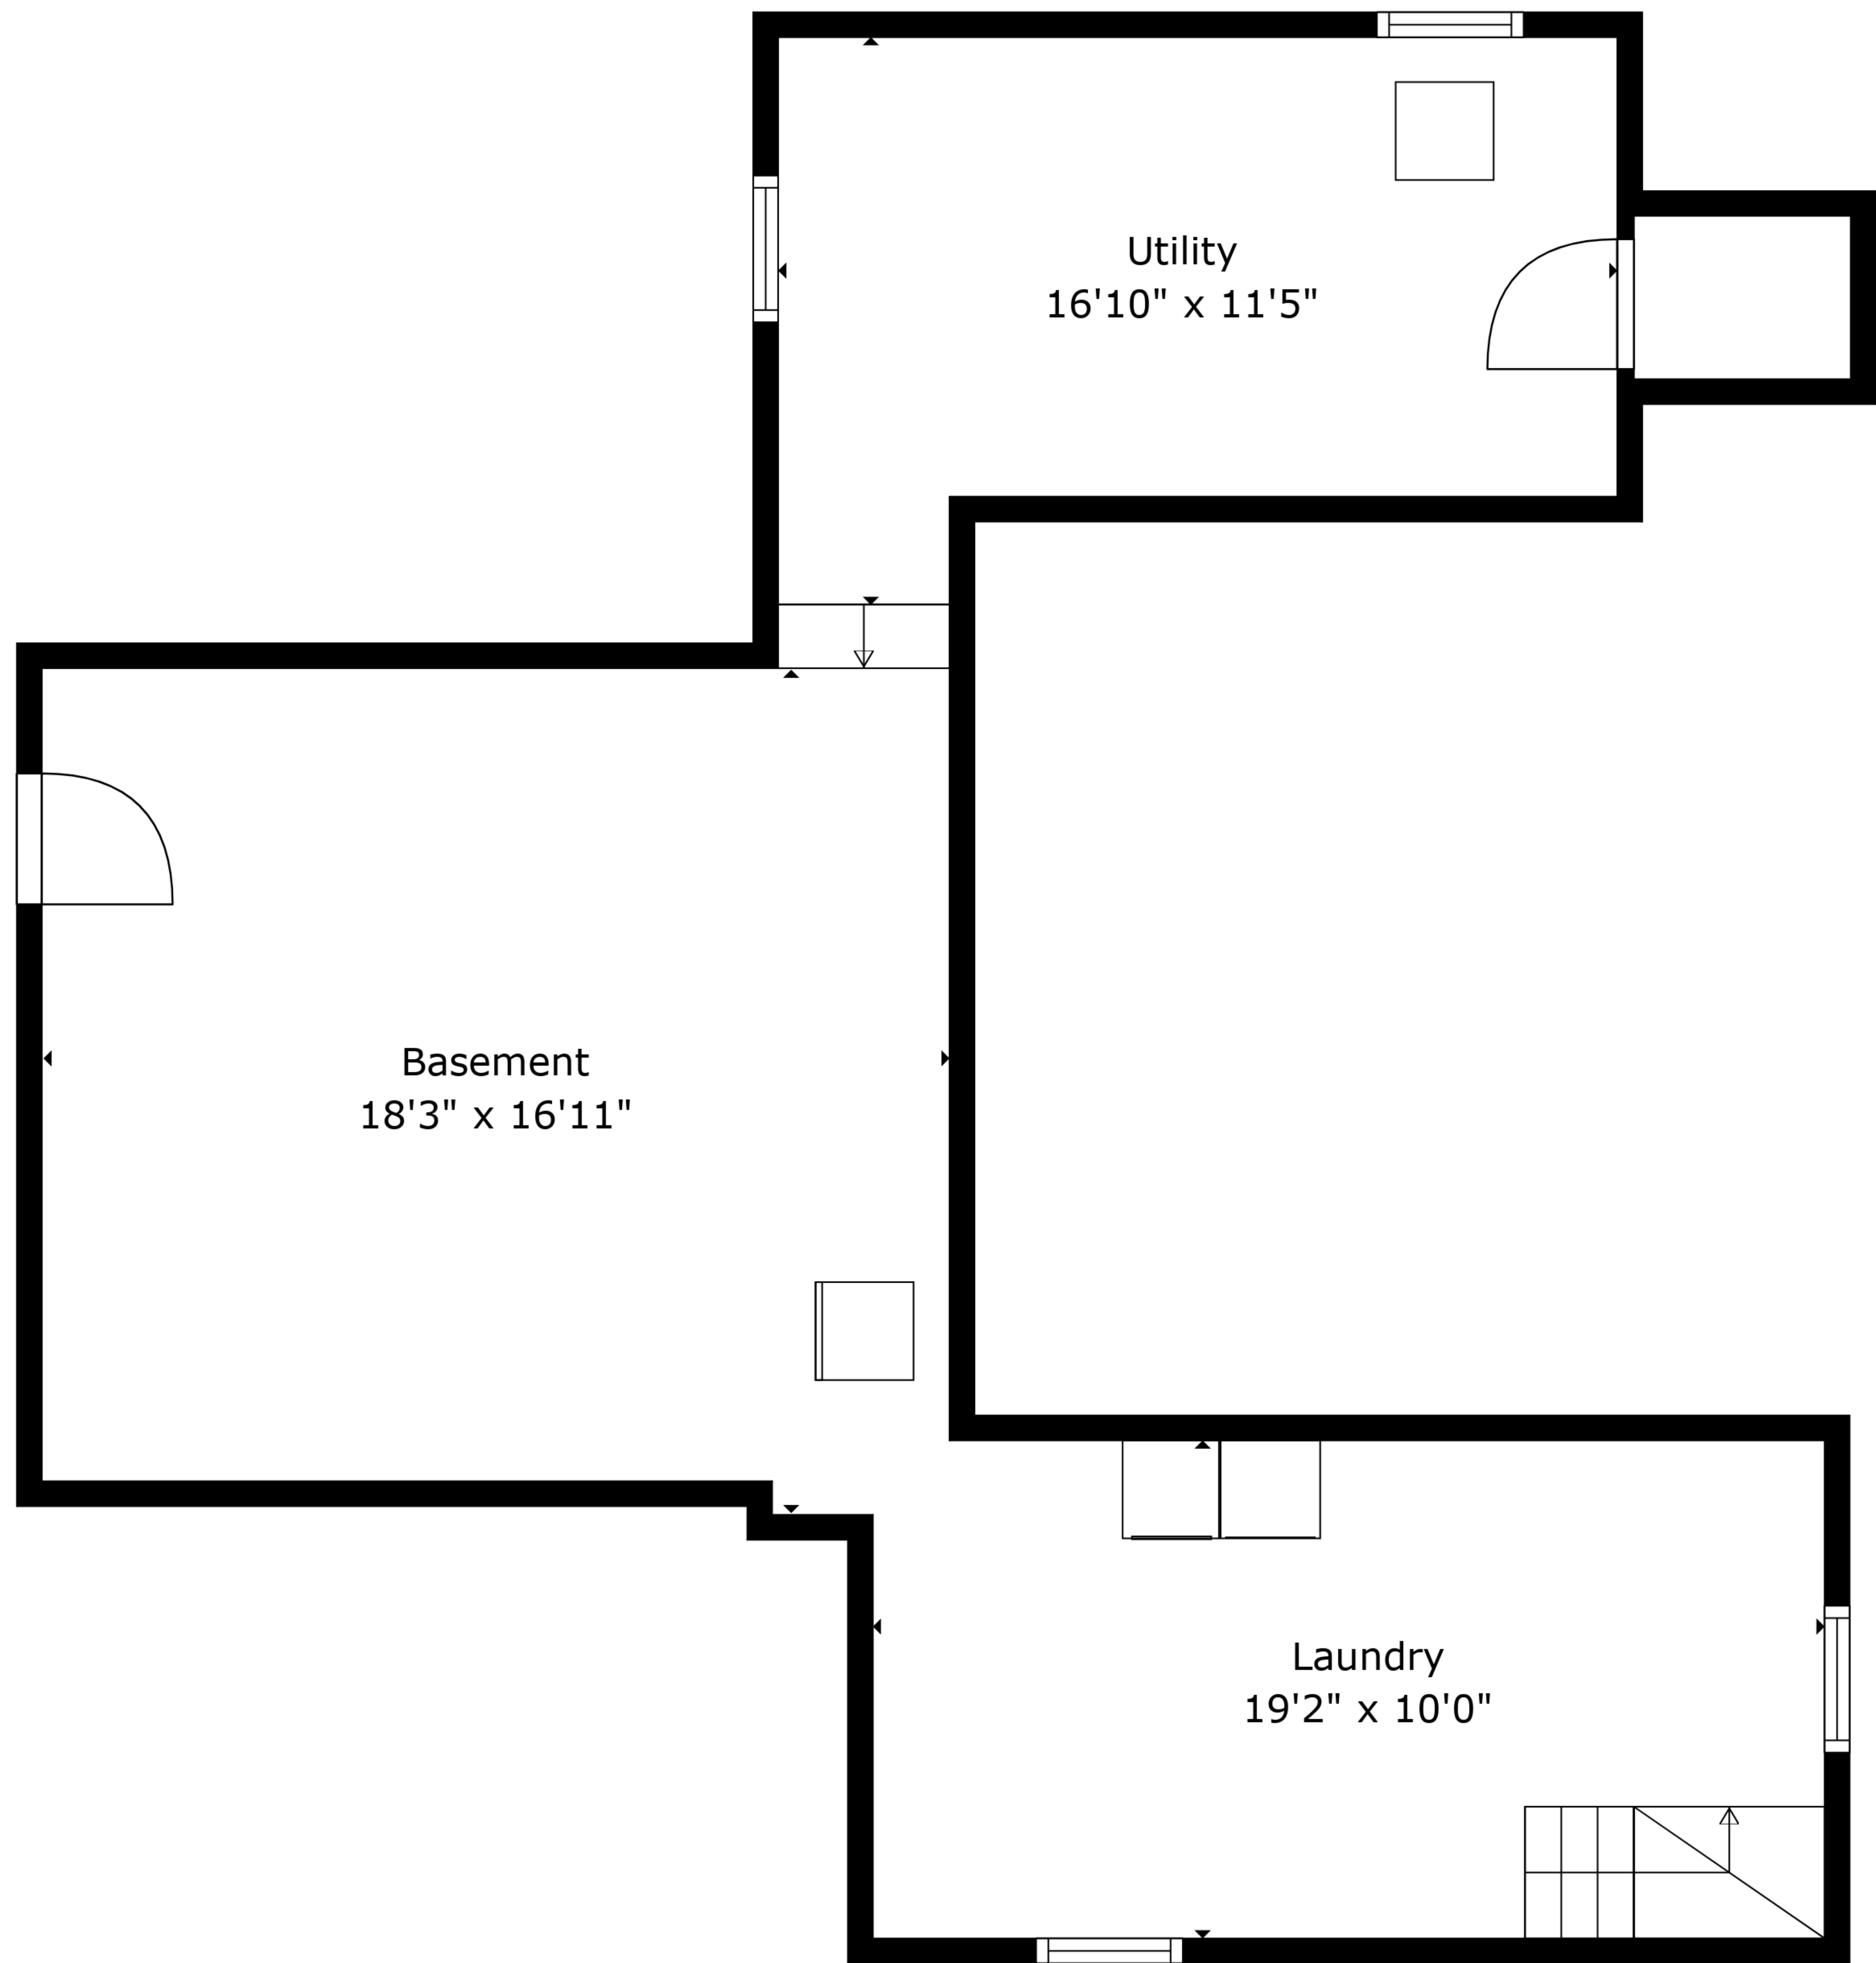 Utility
16'10" x 11'5"
Basement
18'3" x 16'11"
Laundry
19'2" x 10'0"